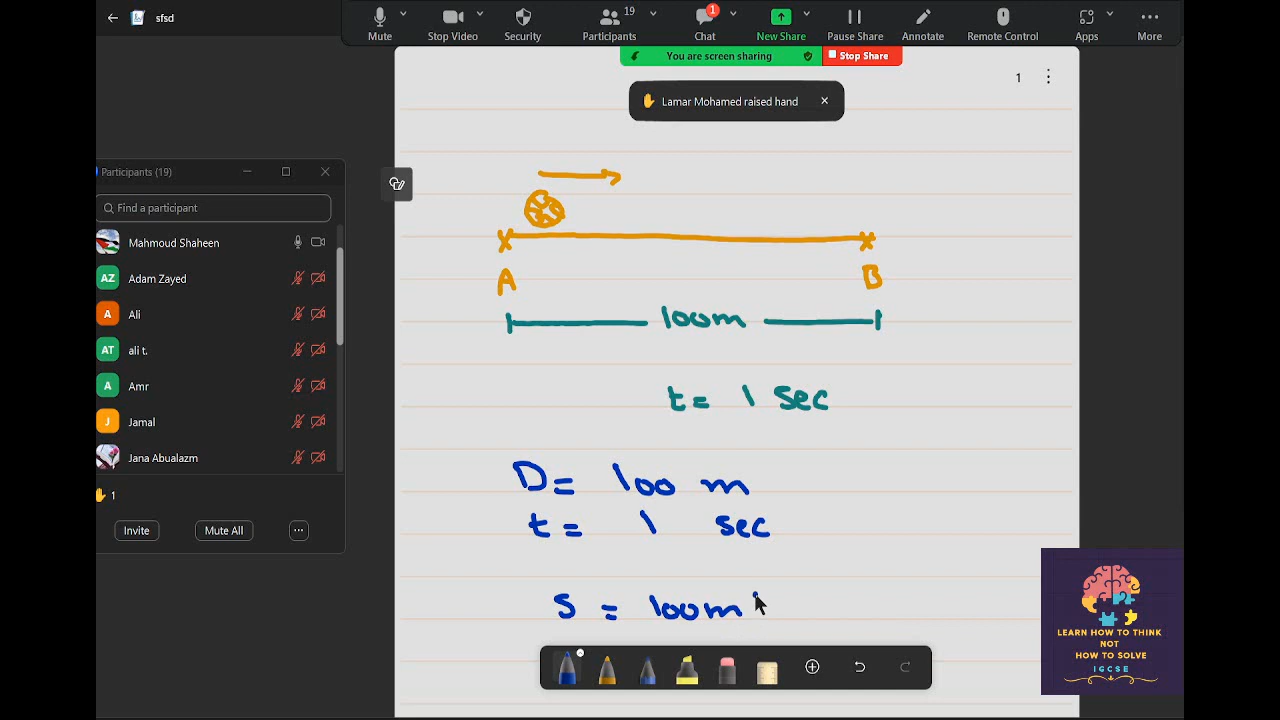 sfsd
19
1
Mute
Stop Video
Security
Participants
Chat
New Share
Pause Share
Annotate
Remote Control
Apps
More
You are screen sharing
Stop Share
1
Lamar Mohamed raised hand
Participants (19)
Find a participant
Mahmoud Shaheen
AZ Adam Zayed
A Ali
AT ali t.
A Amr
J Jamal
Jana Abualazm
1
Invite
Mute All
A
B
100m
t = 1 sec
D = 100 m
t = 1 sec
S = 100m
LEARN HOW TO THINK
NOT
HOW TO SOLVE
IGCSE